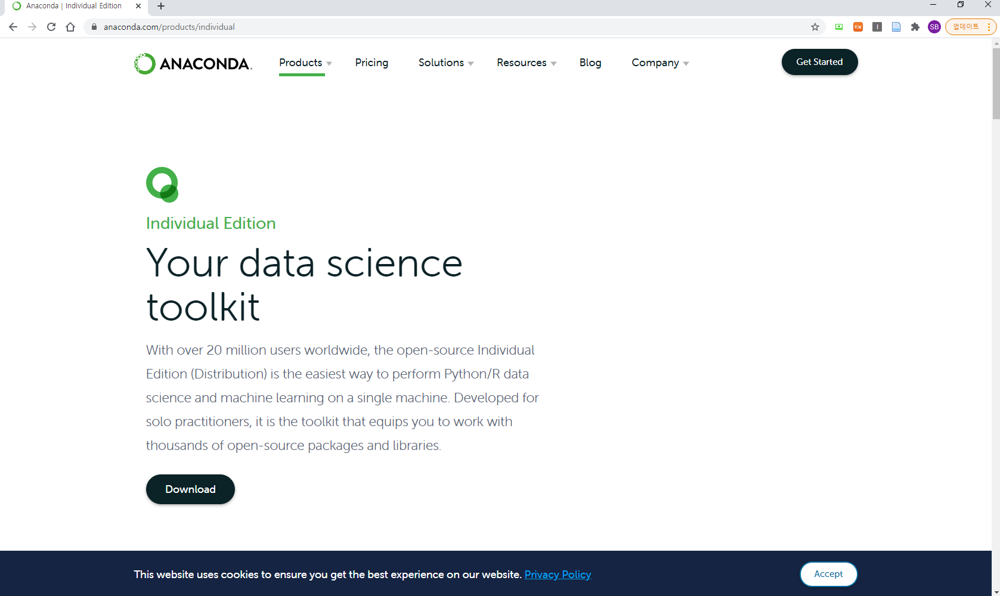 Anaconda | Individual Edition
anaconda.com/products/individual
EX
SB
업데이트
ANACONDA.
Products
Pricing
Solutions
Resources
Blog
Company
Get Started
Individual Edition
Your data science
toolkit
With over 20 million users worldwide, the open-source Individual
Edition (Distribution) is the easiest way to perform Python/R data
science and machine learning on a single machine. Developed for
solo practitioners, it is the toolkit that equips you to work with
thousands of open-source packages and libraries.
Download
This website uses cookies to ensure you get the best experience on our website. Privacy Policy
Accept